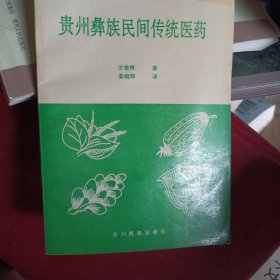 贵州彝族民间传统医药
王荣辉 著
姜晓晖 译
四川民族出版社